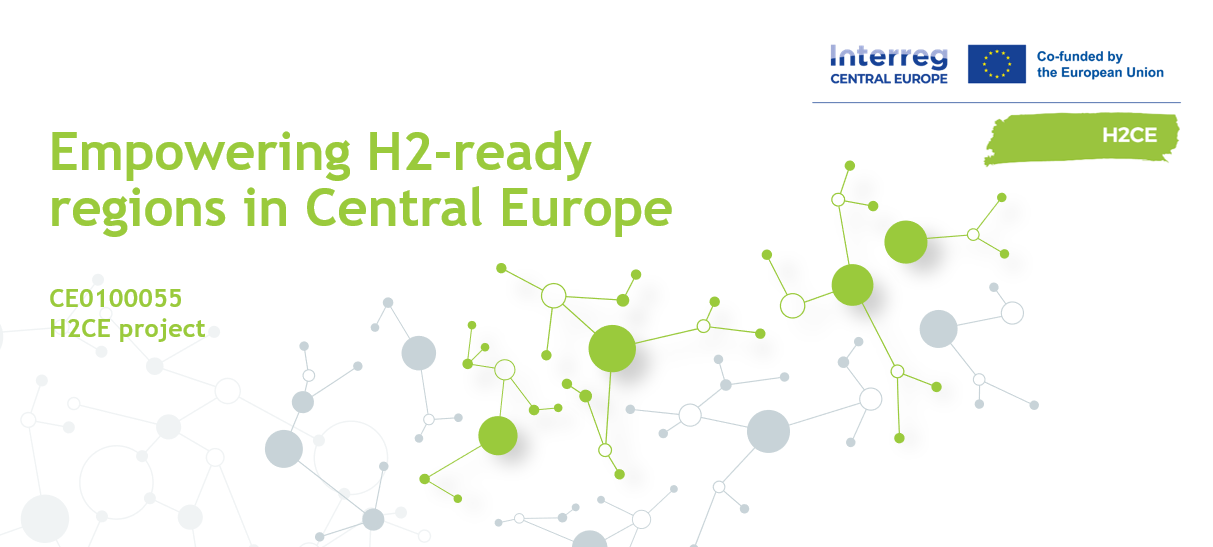 Interreg
CENTRAL EUROPE
Co-funded by
the European Union
H2CE
Empowering H2-ready
regions in Central Europe
CE0100055
H2CE project